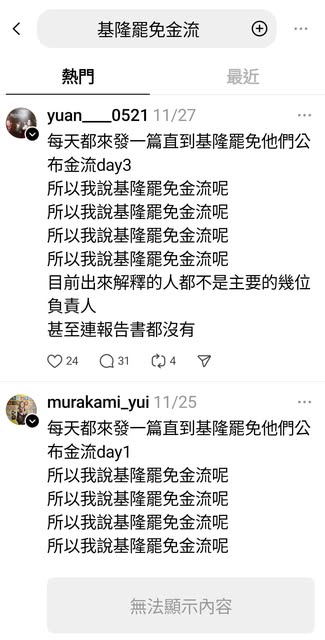 基隆罷免金流
熱門
最近
yuan____0521 11/27
每天都來發一篇直到基隆罷免他們公
布金流day3
所以我說基隆罷免金流呢
所以我說基隆罷免金流呢
所以我說基隆罷免金流呢
所以我說基隆罷免金流呢
目前出來解釋的人都不是主要的幾位
負責人
甚至連報告書都沒有
24
31
4
murakami_yui 11/25
每天都來發一篇直到基隆罷免他們公
布金流day1
所以我說基隆罷免金流呢
所以我說基隆罷免金流呢
所以我說基隆罷免金流呢
所以我說基隆罷免金流呢
無法顯示內容